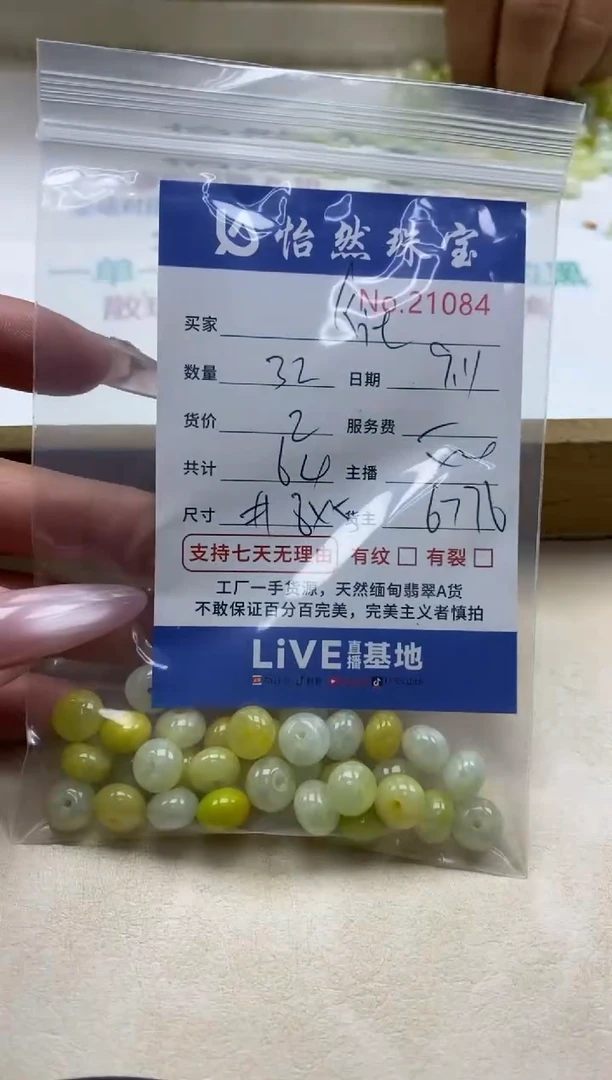 怡然珠宝
No.21084
买家
数量 32 日期 9.11
货价 2 服务费
共计 64 主播
尺寸 货主 6776
支持七天无理由 有纹 □ 有裂 □
工厂一手货源，天然缅甸翡翠A货
不敢保证百分百完美，完美主义者慎拍
LiVE直播基地